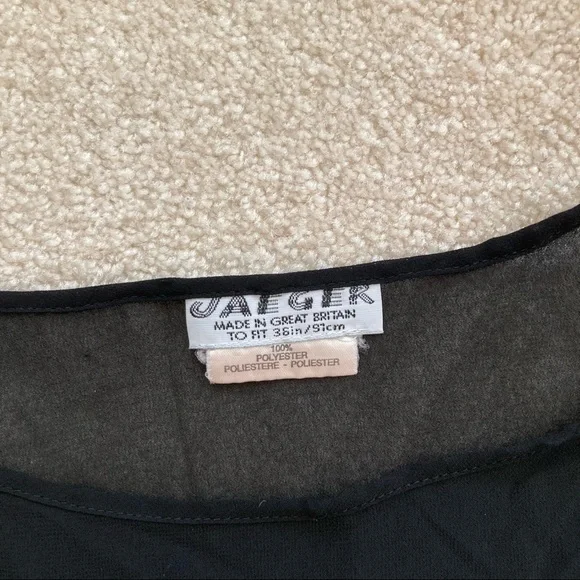 JAEGER
MADE IN GREAT BRITAIN
TO FIT 36in/91cm
100%
POLYESTER
POLIESTERE - POLIESTER